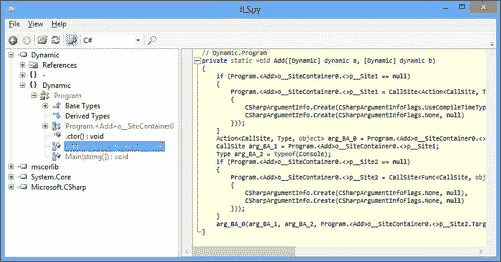 ILSpy
File View Help
C#
Dynamic
References
{} -
{} Dynamic
Program
Base Types
Derived Types
Program.<Add>o__SiteContainer0
.ctor() : void
Main(string[]) : void
mscorlib
System.Core
Microsoft.CSharp
// Dynamic.Program
private static void Add([Dynamic] dynamic a, [Dynamic] dynamic b)
{
if (Program.<Add>o__SiteContainer0.<>p__Site1 == null)
{
Program.<Add>o__SiteContainer0.<>p__Site1 = CallSite<Action<CallSite, T
{
CSharpArgumentInfo.Create(CSharpArgumentInfoFlags.UseCompileTimeTyp
CSharpArgumentInfo.Create(CSharpArgumentInfoFlags.None, null)
}));
}
Action<CallSite, Type, object> arg_BA_0 = Program.<Add>o__SiteContainer0.<>
CallSite arg_BA_1 = Program.<Add>o__SiteContainer0.<>p__Site1;
Type arg_BA_2 = typeof(Console);
if (Program.<Add>o__SiteContainer0.<>p__Site2 == null)
{
Program.<Add>o__SiteContainer0.<>p__Site2 = CallSite<Func<CallSite, obj
{
CSharpArgumentInfo.Create(CSharpArgumentInfoFlags.None, null),
CSharpArgumentInfo.Create(CSharpArgumentInfoFlags.None, null)
}));
}
arg_BA_0(arg_BA_1, arg_BA_2, Program.<Add>o__SiteContainer0.<>p__Site2.Targ
}